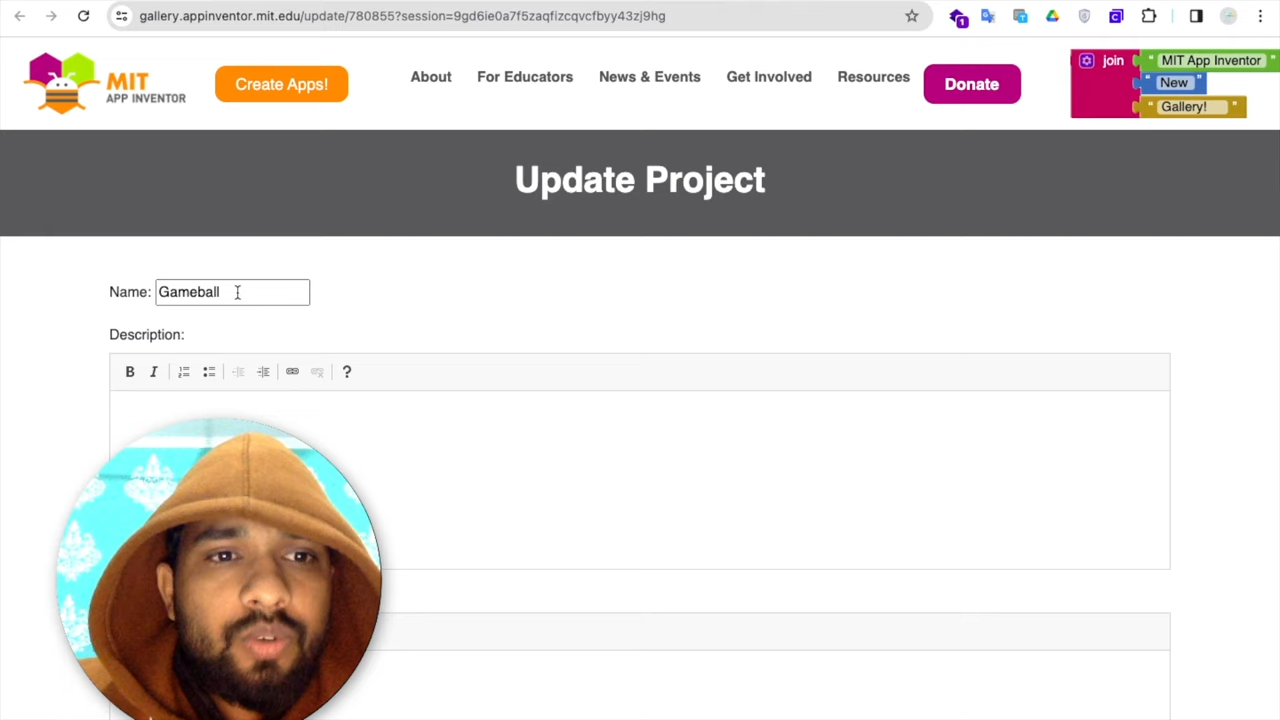 gallery.appinventor.mit.edu/update/780855?session=9gd6ie0a7f5zaqfizcqvcfbyy43zj9hg
1
MIT
APP INVENTOR
Create Apps!
About
For Educators
News & Events
Get Involved
Resources
Donate
join
" MIT App Inventor "
" New "
" Gallery! "
Update Project
Name: Gameball
Description:
B I ?